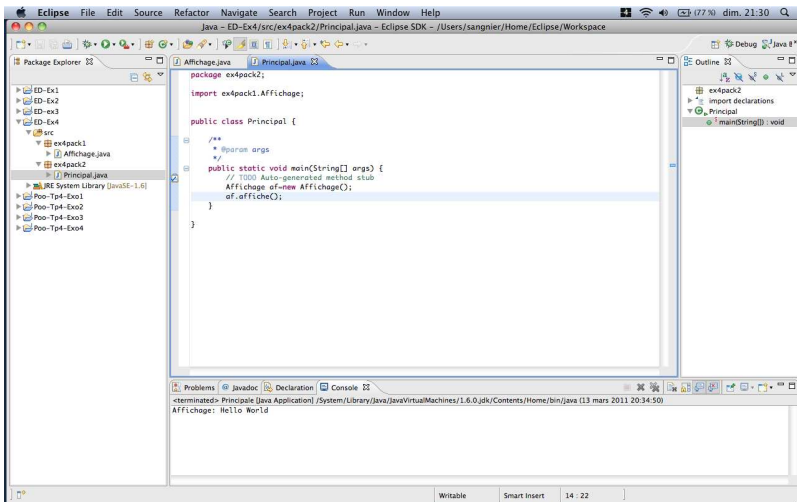 Eclipse File Edit Source Refactor Navigate Search Project Run Window Help (77 %) dim. 21:30
Java – ED-Ex4/src/ex4pack2/Principal.java – Eclipse SDK – /Users/sangnier/Home/Eclipse/Workspace
Debug Java
Package Explorer
ED-Ex1
ED-Ex2
ED-ex3
ED-Ex4
src
ex4pack1
Affichage.java
ex4pack2
Principal.java
JRE System Library [JavaSE-1.6]
Poo-Tp4-Exo1
Poo-Tp4-Exo2
Poo-Tp4-Exo3
Poo-Tp4-Exo4
Affichage.java Principal.java
package ex4pack2;
import ex4pack1.Affichage;
public class Principal {
/**
* @param args
*/
public static void main(String[] args) {
// TODO Auto-generated method stub
Affichage af=new Affichage();
af.affiche();
}
}
Outline
ex4pack2
import declarations
Principal
main(String[]) : void
Problems Javadoc Declaration Console
<terminated> Principale [Java Application] /System/Library/Java/JavaVirtualMachines/1.6.0.jdk/Contents/Home/bin/java (13 mars 2011 20:34:50)
Affichage: Hello World
Writable Smart Insert 14 : 22